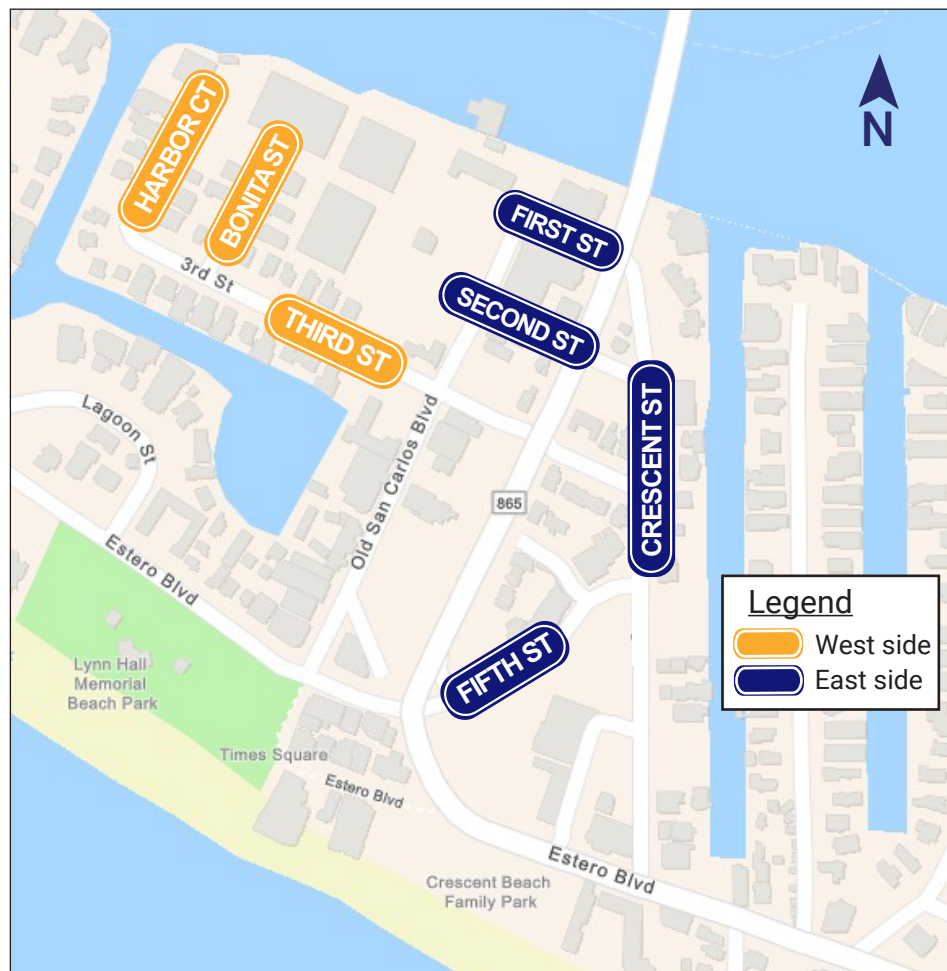 HARBOR CT
BONITA ST
N
FIRST ST
3rd St
SECOND ST
THIRD ST
CRESCENT ST
Lagoon St
Old San Carlos Blvd
865
Estero Blvd
Legend
West side
East side
FIFTH ST
Lynn Hall
Memorial
Beach Park
Times Square
Estero Blvd
Estero Blvd
Crescent Beach
Family Park